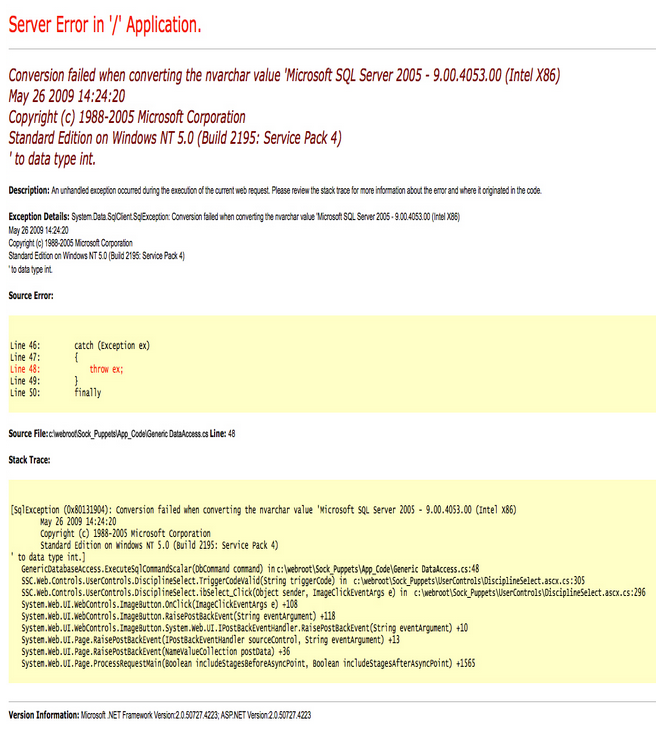 Server Error in '/' Application.
Conversion failed when converting the nvarchar value 'Microsoft SQL Server 2005 - 9.00.4053.00 (Intel X86)
May 26 2009 14:24:20
Copyright (c) 1988-2005 Microsoft Corporation
Standard Edition on Windows NT 5.0 (Build 2195: Service Pack 4)
' to data type int.
Description: An unhandled exception occurred during the execution of the current web request. Please review the stack trace for more information about the error and where it originated in the code.
Exception Details: System.Data.SqlClient.SqlException: Conversion failed when converting the nvarchar value 'Microsoft SQL Server 2005 - 9.00.4053.00 (Intel X86)
May 26 2009 14:24:20
Copyright (c) 1988-2005 Microsoft Corporation
Standard Edition on Windows NT 5.0 (Build 2195: Service Pack 4)
' to data type int.
Source Error:
Line 46: catch (Exception ex)
Line 47: {
Line 48: throw ex;
Line 49: }
Line 50: finally
Source File:c:\webroot\Sock_Puppets\App_Code\Generic DataAccess.cs Line: 48
Stack Trace:
[SqlException (0x80131904): Conversion failed when converting the nvarchar value 'Microsoft SQL Server 2005 - 9.00.4053.00 (Intel X86)
May 26 2009 14:24:20
Copyright (c) 1988-2005 Microsoft Corporation
Standard Edition on Windows NT 5.0 (Build 2195: Service Pack 4)
' to data type int.]
GenericDatabaseAccess.ExecuteSqlCommandScalar(DbCommand command) in c:\webroot\Sock_Puppets\App_Code\Generic DataAccess.cs:48
SSC.Web.Controls.UserControls.DisciplineSelect.TriggerCodeValid(String triggerCode) in c:\webroot\Sock_Puppets\UserControls\DisciplineSelect.ascx.cs:305
SSC.Web.Controls.UserControls.DisciplineSelect.ibSelect_Click(Object sender, ImageClickEventArgs e) in c:\webroot\Sock_Puppets\UserControls\DisciplineSelect.ascx.cs:296
System.Web.UI.WebControls.ImageButton.OnClick(ImageClickEventArgs e) +108
System.Web.UI.WebControls.ImageButton.RaisePostBackEvent(String eventArgument) +118
System.Web.UI.WebControls.ImageButton.System.Web.UI.IPostBackEventHandler.RaisePostBackEvent(String eventArgument) +10
System.Web.UI.Page.RaisePostBackEvent(IPostBackEventHandler sourceControl, String eventArgument) +13
System.Web.UI.Page.RaisePostBackEvent(NameValueCollection postData) +36
System.Web.UI.Page.ProcessRequestMain(Boolean includeStagesBeforeAsyncPoint, Boolean includeStagesAfterAsyncPoint) +1565
Version Information: Microsoft .NET Framework Version:2.0.50727.4223; ASP.NET Version:2.0.50727.4223